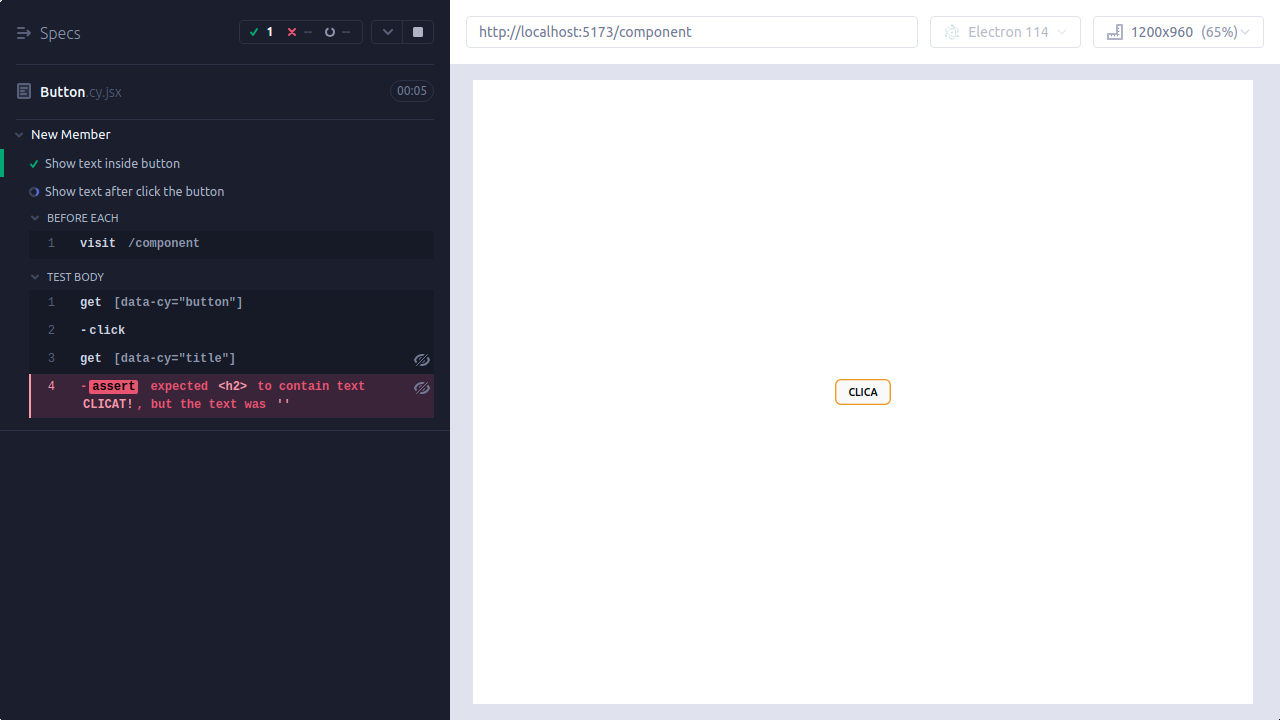 Specs
1 -- --
Button.cy.jsx 00:05
New Member
Show text inside button
Show text after click the button
BEFORE EACH
1 visit /component
TEST BODY
1 get [data-cy="button"]
2 -click
3 get [data-cy="title"]
4 -assert expected <h2> to contain text
CLICAT!, but the text was ''
http://localhost:5173/component
Electron 114
1200x960 (65%)
CLICA